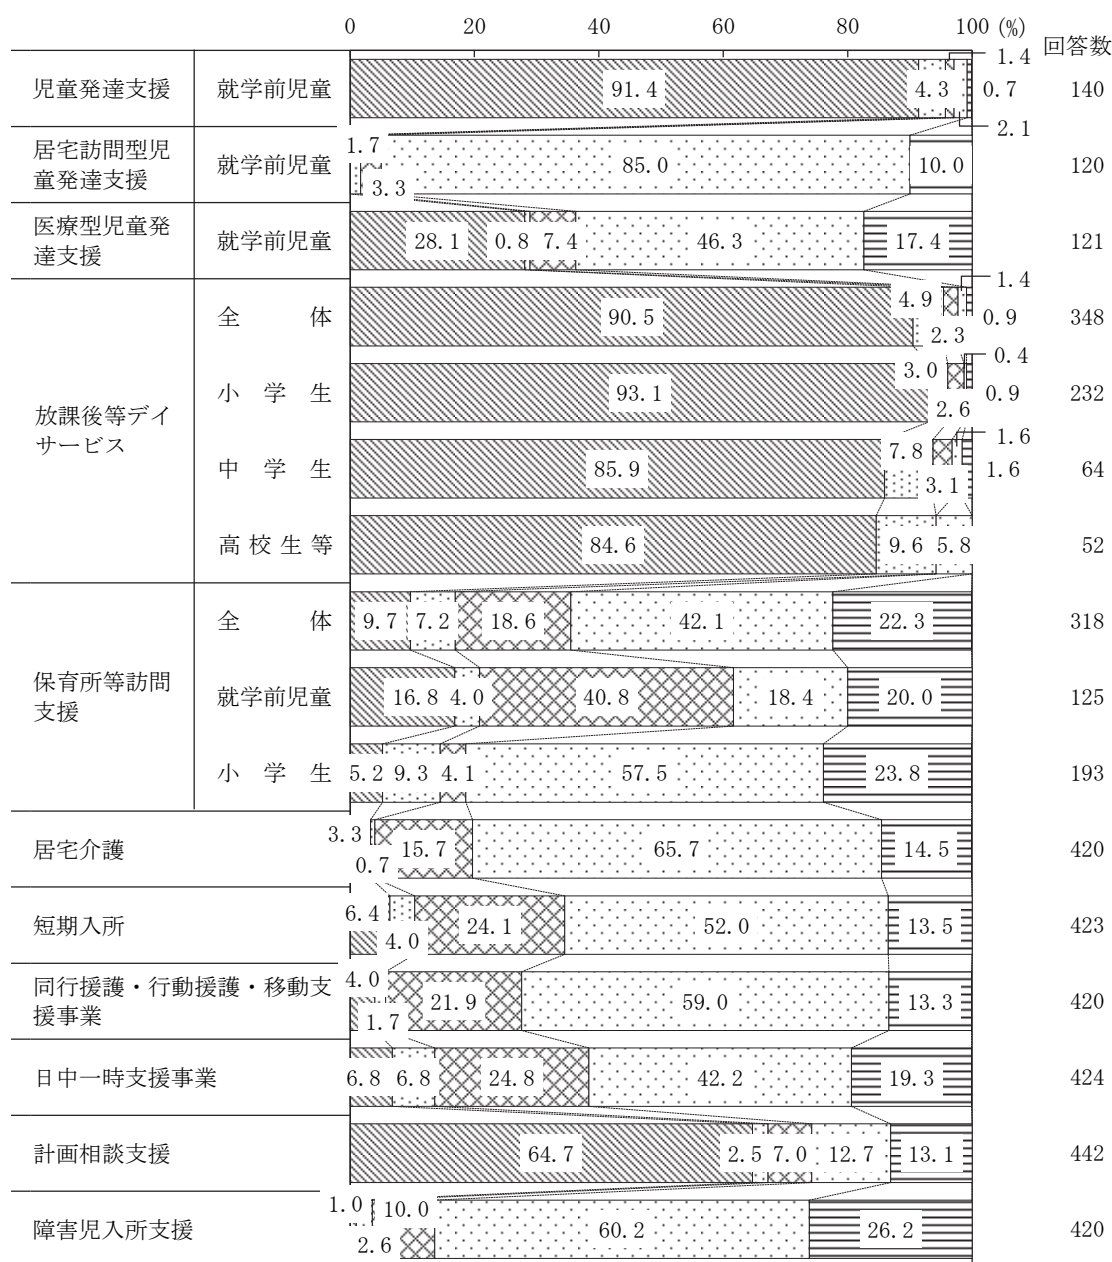 0 20 40 60 80 100 (%)
回答数
児童発達支援 就学前児童 91.4 4.3 1.4 0.7 2.1 140
居宅訪問型児
童発達支援
就学前児童 1.7 3.3 85.0 10.0 120
医療型児童発
達支援
就学前児童 28.1 0.8 7.4 46.3 17.4 121
放課後等デイ
サービス
全体 90.5 4.9 2.3 1.4 0.9 348
小学生 93.1 3.0 2.6 0.4 0.9 232
中学生 85.9 7.8 3.1 1.6 1.6 64
高校生等 84.6 9.6 5.8 52
保育所等訪問
支援
全体 9.7 7.2 18.6 42.1 22.3 318
就学前児童 16.8 4.0 40.8 18.4 20.0 125
小学生 5.2 9.3 4.1 57.5 23.8 193
居宅介護 3.3 0.7 15.7 65.7 14.5 420
短期入所 6.4 4.0 24.1 52.0 13.5 423
同行援護・行動援護・移動支
援事業
4.0 1.7 21.9 59.0 13.3 420
日中一時支援事業 6.8 6.8 24.8 42.2 19.3 424
計画相談支援 64.7 2.5 7.0 12.7 13.1 442
障害児入所支援 1.0 2.6 10.0 60.2 26.2 420